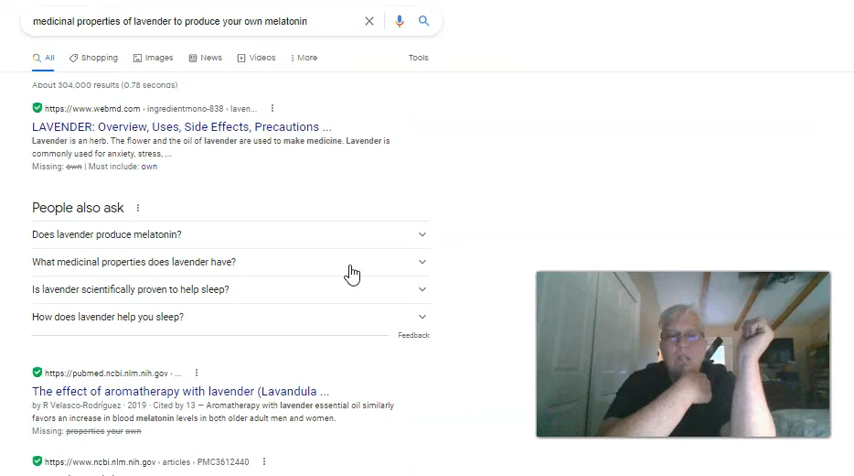 medicinal properties of lavender to produce your own melatonin
All Shopping Images News Videos More Tools
About 304,000 results (0.78 seconds)
https://www.webmd.com › ingredientmono-838 › laven...
LAVENDER: Overview, Uses, Side Effects, Precautions ...
Lavender is an herb. The flower and the oil of lavender are used to make medicine. Lavender is
commonly used for anxiety, stress, ...
Missing: own | Must include: own
People also ask
Does lavender produce melatonin?
What medicinal properties does lavender have?
Is lavender scientifically proven to help sleep?
How does lavender help you sleep?
Feedback
https://pubmed.ncbi.nlm.nih.gov › ...
The effect of aromatherapy with lavender (Lavandula ...
by R Velasco-Rodríguez · 2019 · Cited by 13 — Aromatherapy with lavender essential oil similarly
favors an increase in blood melatonin levels in both older adult men and women.
Missing: properties your own
https://www.ncbi.nlm.nih.gov › articles › PMC3612440